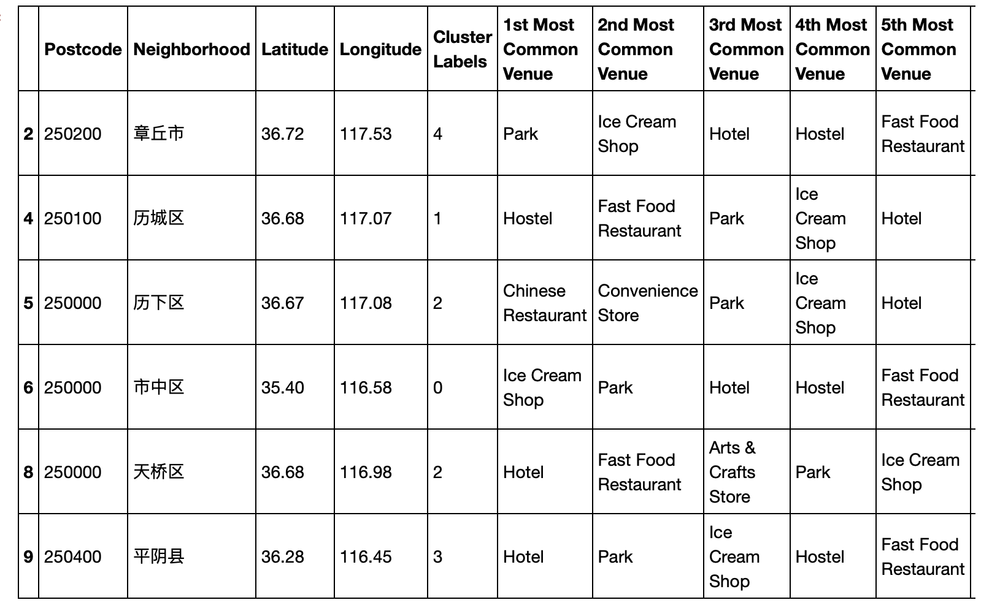 Postcode Neighborhood Latitude Longitude Cluster Labels 1st Most Common Venue 2nd Most Common Venue 3rd Most Common Venue 4th Most Common Venue 5th Most Common Venue
2 250200 章丘市 36.72 117.53 4 Park Ice Cream Shop Hotel Hostel Fast Food Restaurant
4 250100 历城区 36.68 117.07 1 Hostel Fast Food Restaurant Park Ice Cream Shop Hotel
5 250000 历下区 36.67 117.08 2 Chinese Restaurant Convenience Store Park Ice Cream Shop Hotel
6 250000 市中区 35.40 116.58 0 Ice Cream Shop Park Hotel Hostel Fast Food Restaurant
8 250000 天桥区 36.68 116.98 2 Hotel Fast Food Restaurant Arts & Crafts Store Park Ice Cream Shop
9 250400 平阴县 36.28 116.45 3 Hotel Park Ice Cream Shop Hostel Fast Food Restaurant